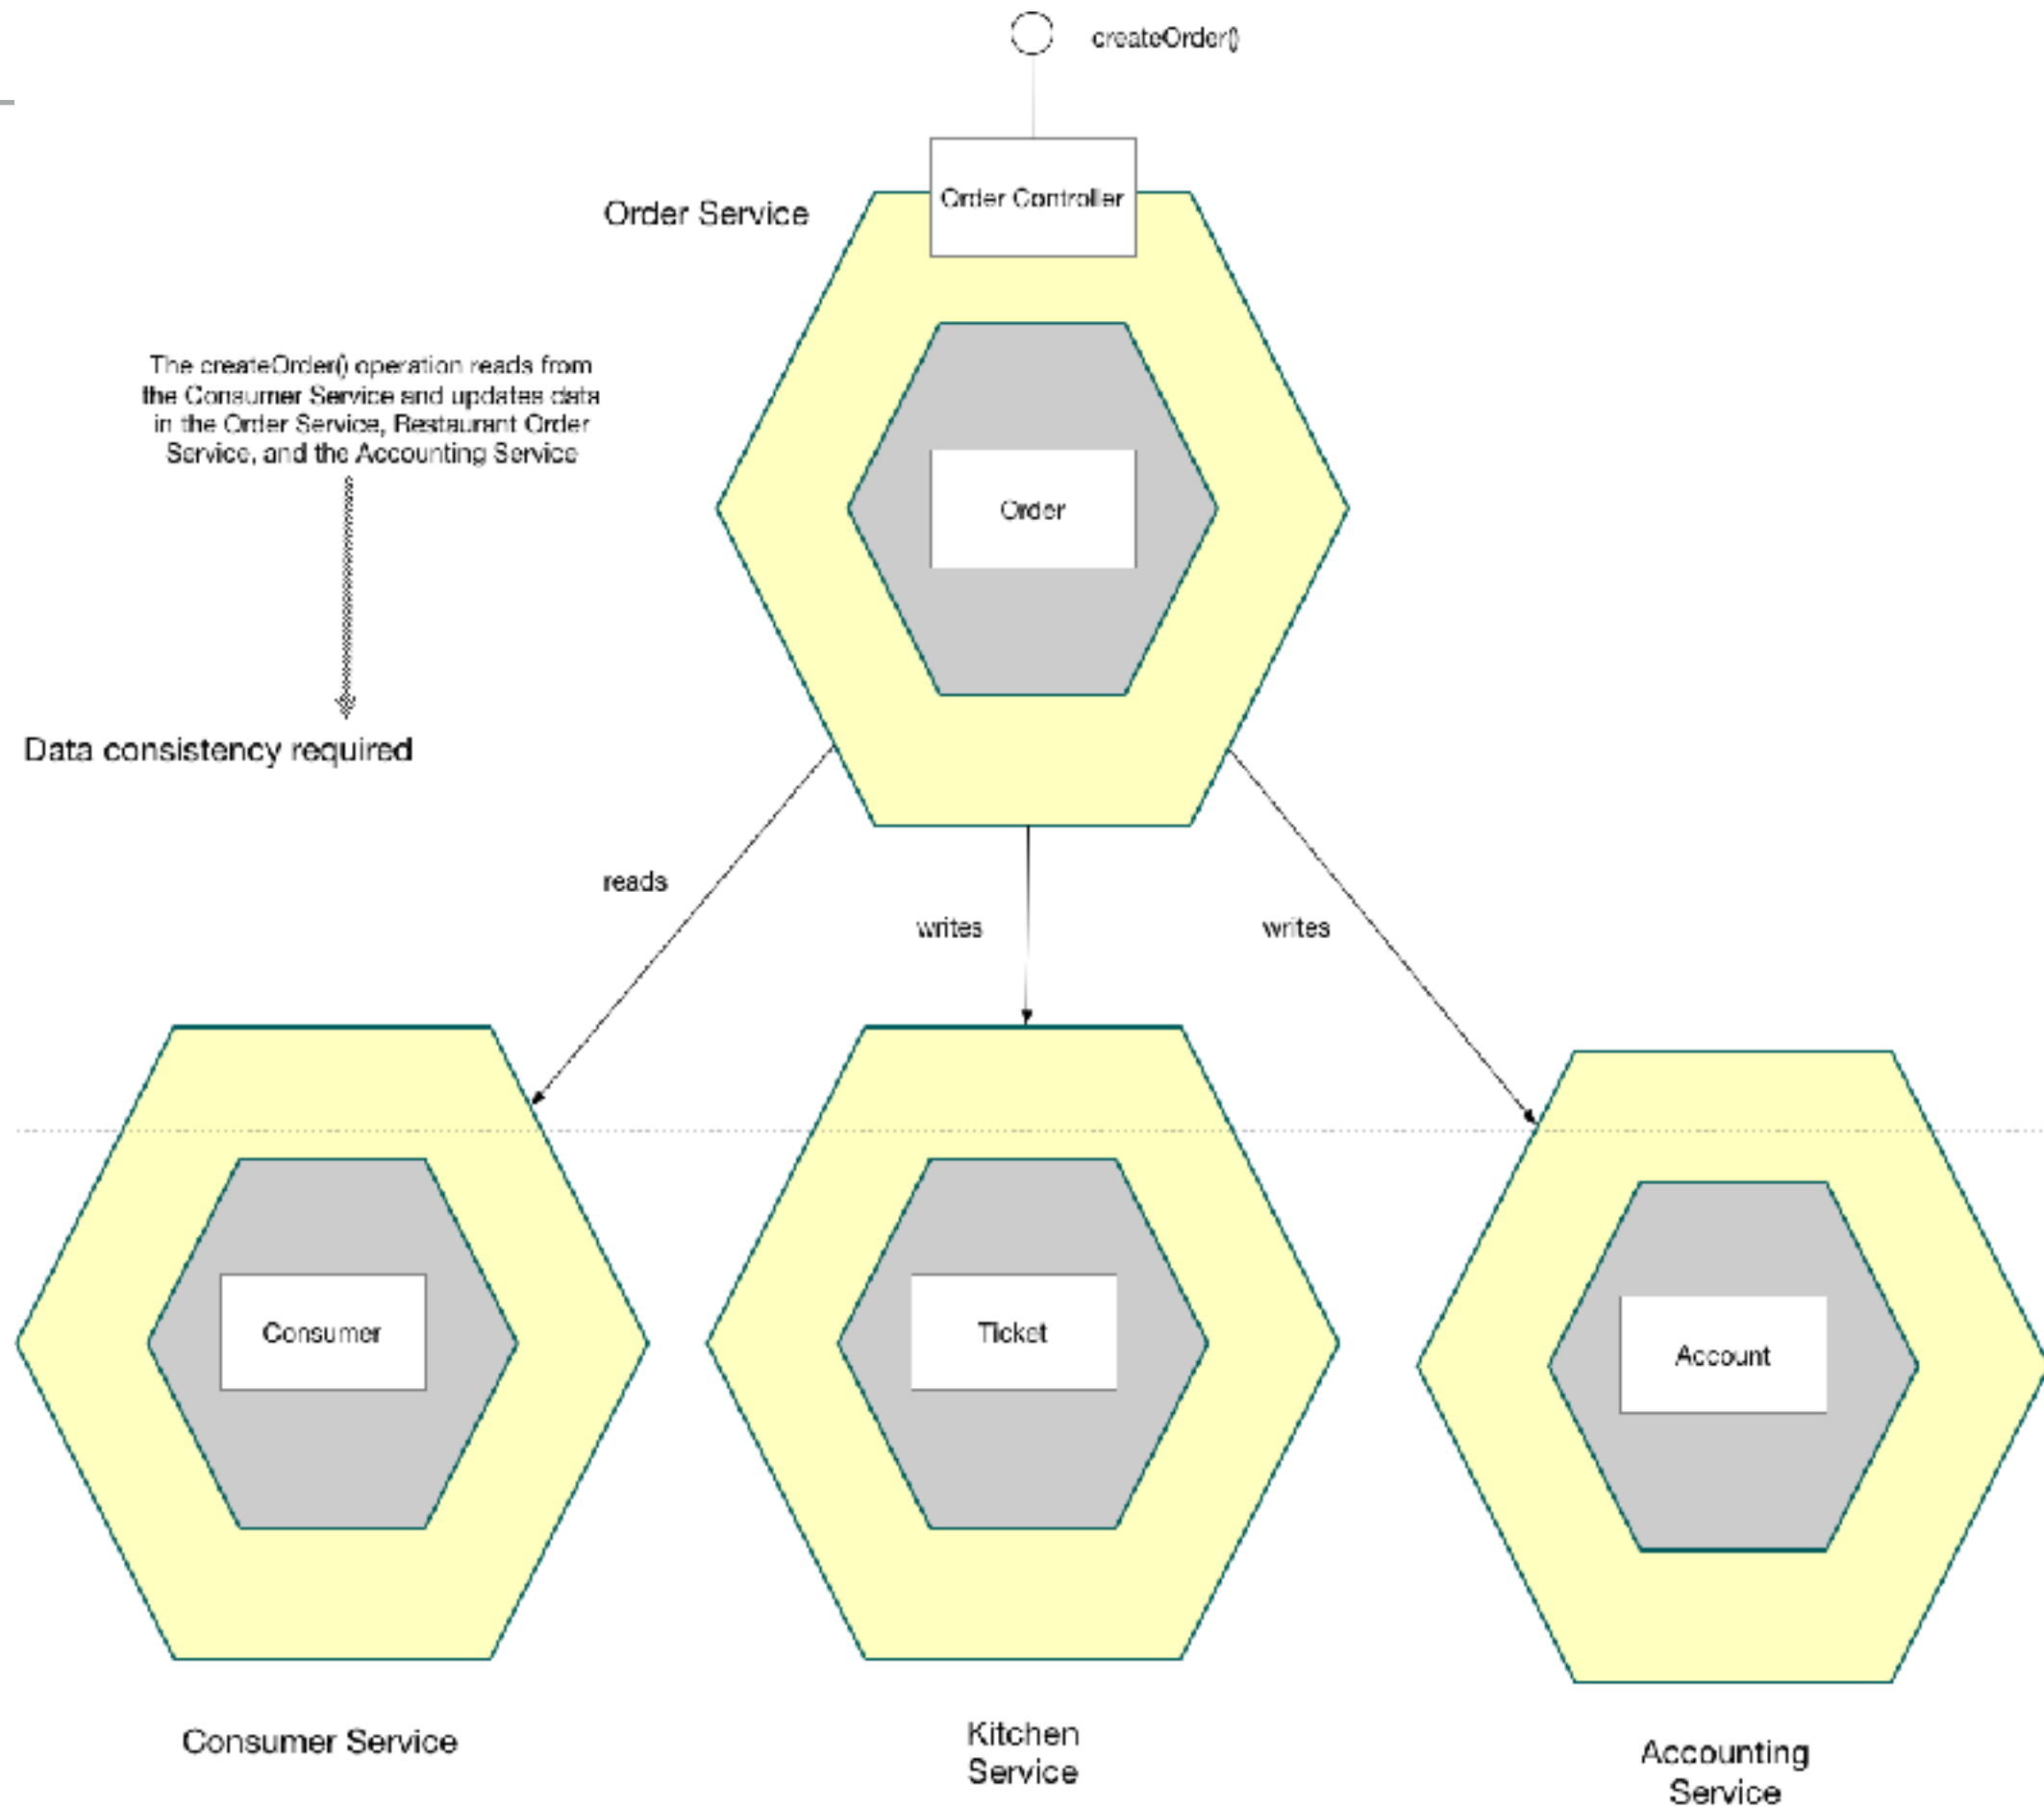 createOrder()
Order Controller
Order Service
The createOrder() operation reads from
the Consumer Service and updates data
in the Order Service, Restaurant Order
Service, and the Accounting Service
Order
Data consistency required
reads
writes
writes
Consumer
Ticket
Account
Consumer Service
Kitchen
Service
Accounting
Service